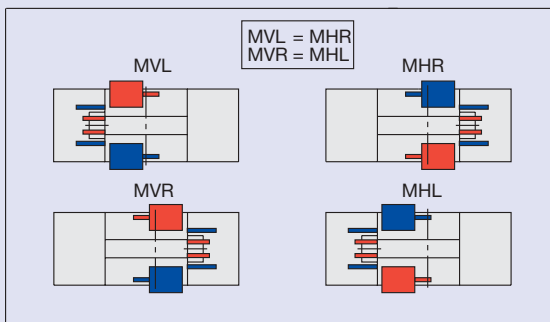 MVL = MHR
MVR = MHL
MVL
MHR
MVR
MHL